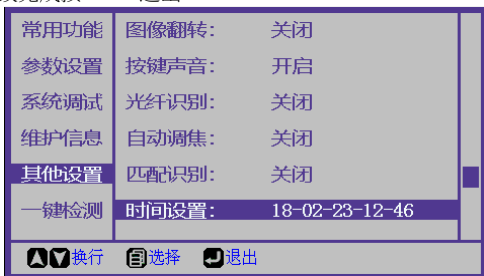 常用功能 图像翻转: 关闭
参数设置 按键声音: 开启
系统调试 光纤识别: 关闭
维护信息 自动调焦: 关闭
其他设置 匹配识别: 关闭
一键检测 时间设置: 18-02-23-12-46
换行 选择 退出